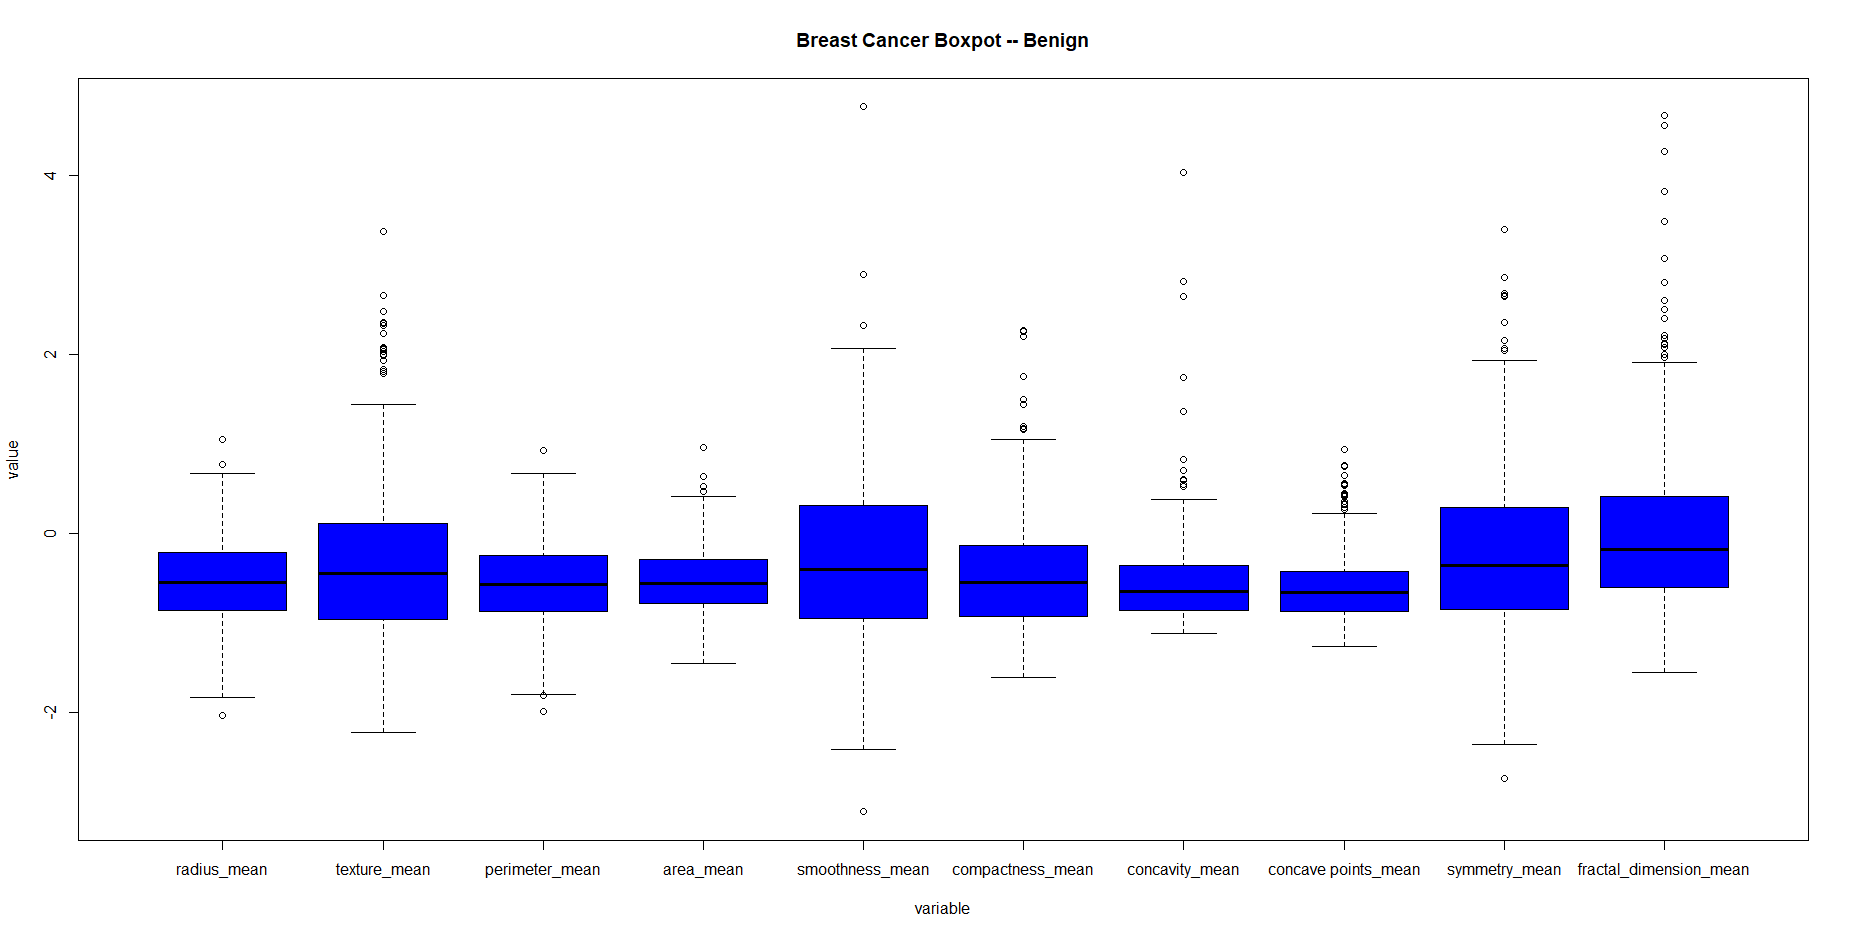 Breast Cancer Boxpot -- Benign
value
4
2
0
-2
radius_mean texture_mean perimeter_mean area_mean smoothness_mean compactness_mean concavity_mean concave points_mean symmetry_mean fractal_dimension_mean
variable